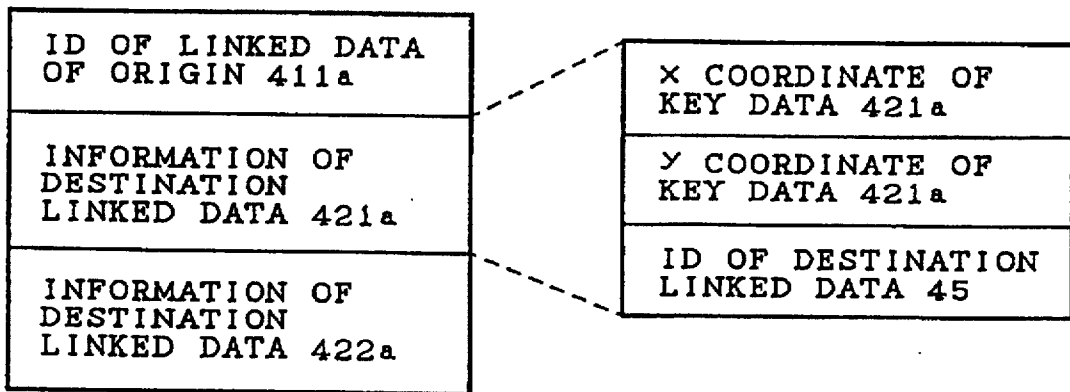 ID OF LINKED DATA
OF ORIGIN 411a
INFORMATION OF
DESTINATION
LINKED DATA 421a
INFORMATION OF
DESTINATION
LINKED DATA 422a
X COORDINATE OF
KEY DATA 421a
Y COORDINATE OF
KEY DATA 421a
ID OF DESTINATION
LINKED DATA 45